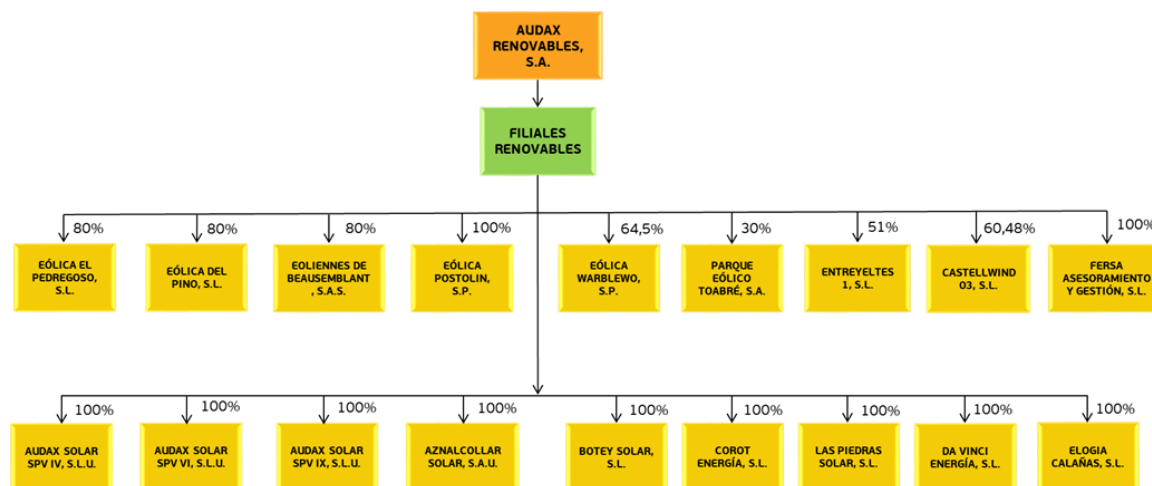 AUDAX
RENOVABLES,
S.A.
FILIALES
RENOVABLES
80%
80%
80%
100%
64,5%
30%
51%
60,48%
100%
EÓLICA EL
PEDREGOSO,
S.L.
EÓLICA DEL
PINO, S.L.
EOLIENNES DE
BEAUSEMBLANT
, S.A.S.
EÓLICA
POSTOLIN,
S.P.
EÓLICA
WARBLEWO,
S.P.
PARQUE
EÓLICO
TOABRÉ, S.A.
ENTREYELTES
1, S.L.
CASTELLWIND
03, S.L.
FERSA
ASESORAMIENTO
Y GESTIÓN, S.L.
100%
100%
100%
100%
100%
100%
100%
100%
100%
AUDAX SOLAR
SPV IV, S.L.U.
AUDAX SOLAR
SPV VI, S.L.U.
AUDAX SOLAR
SPV IX, S.L.U.
AZNALCOLLAR
SOLAR, S.A.U.
BOTEY SOLAR,
S.L.
COROT
ENERGÍA, S.L.
LAS PIEDRAS
SOLAR, S.L.
DA VINCI
ENERGÍA, S.L.
ELOGIA
CALAÑAS, S.L.